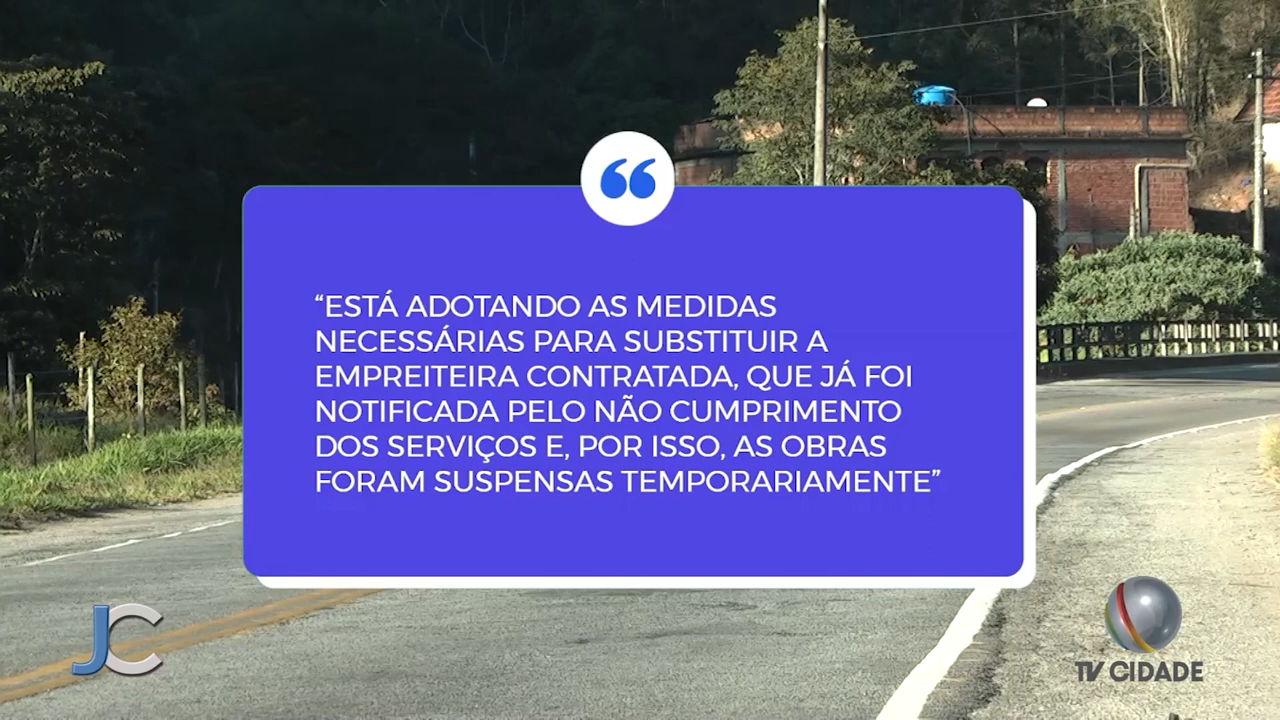 “ESTÁ ADOTANDO AS MEDIDAS
NECESSÁRIAS PARA SUBSTITUIR A
EMPREITEIRA CONTRATADA, QUE JÁ FOI
NOTIFICADA PELO NÃO CUMPRIMENTO
DOS SERVIÇOS E, POR ISSO, AS OBRAS
FORAM SUSPENSAS TEMPORARIAMENTE”
JC
TV CIDADE